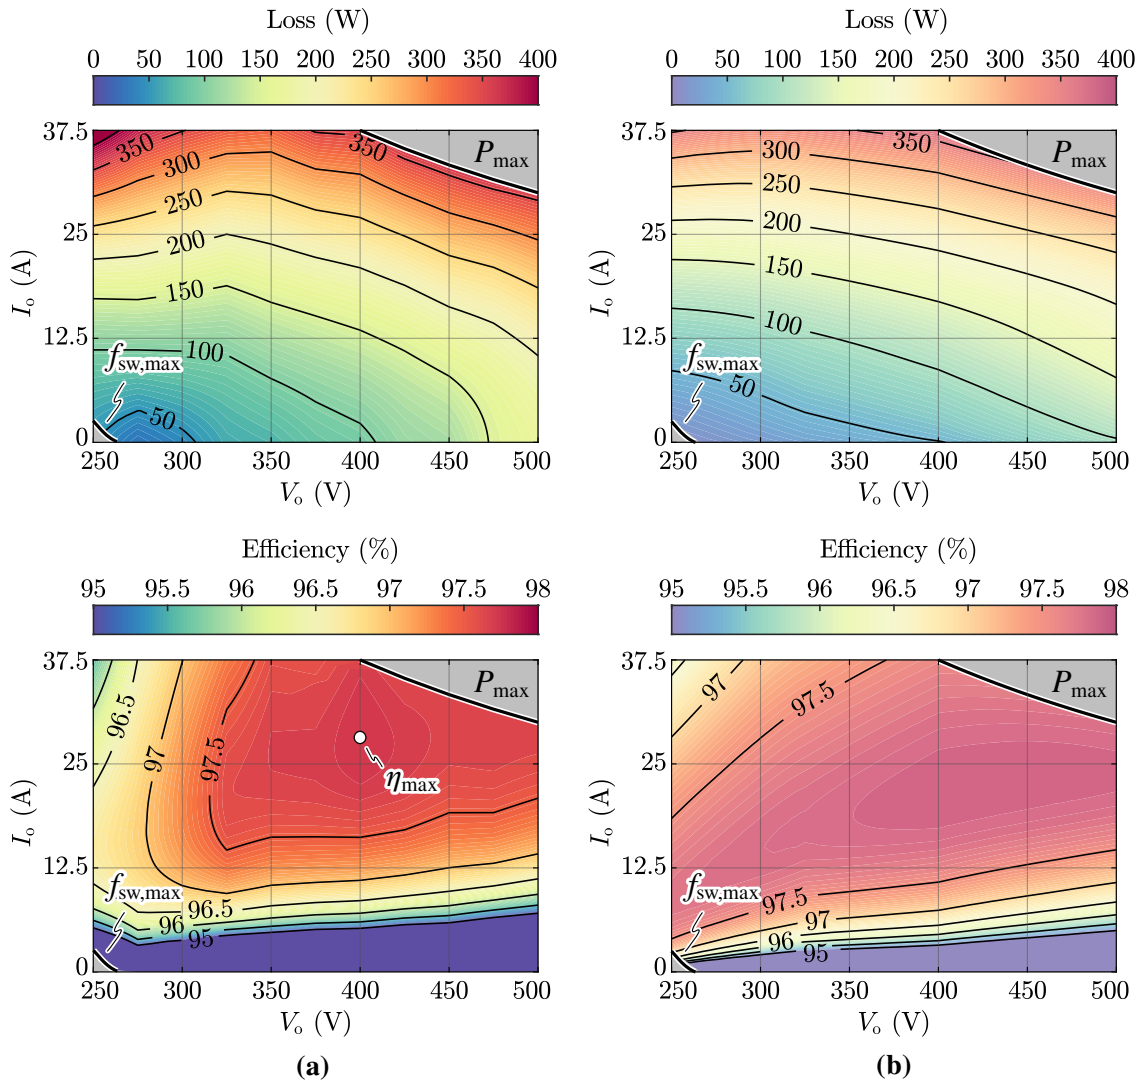 Loss (W)
0 50 100 150 200 250 300 350 400
37.5
25
12.5
0
I_o (A)
350
300
250
200
150
100
50
350
P_max
f_sw,max
250 300 350 400 450 500
V_o (V)
Loss (W)
0 50 100 150 200 250 300 350 400
37.5
25
12.5
0
I_o (A)
350
300
250
200
150
100
50
P_max
f_sw,max
250 300 350 400 450 500
V_o (V)
Efficiency (%)
95 95.5 96 96.5 97 97.5 98
37.5
25
12.5
0
I_o (A)
96.5
97
97.5
P_max
η_max
f_sw,max
96.5
96
95
250 300 350 400 450 500
V_o (V)
(a)
Efficiency (%)
95 95.5 96 96.5 97 97.5 98
37.5
25
12.5
0
I_o (A)
97
97.5
P_max
f_sw,max
97.5
97
96
95
250 300 350 400 450 500
V_o (V)
(b)